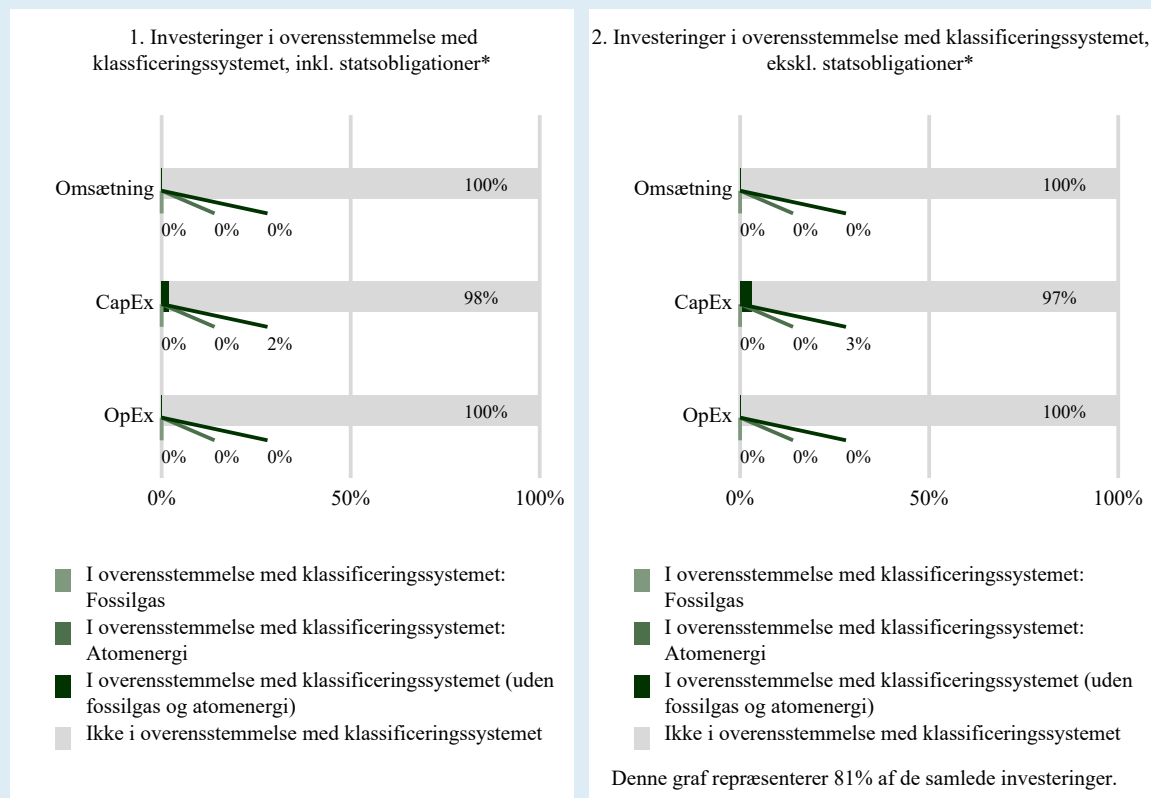 1. Investeringer i overensstemmelse med
klassficeringssystemet, inkl. statsobligationer*
Omsætning
100%
0% 0% 0%
CapEx
98%
0% 0% 2%
OpEx
100%
0% 0% 0%
0% 50% 100%
I overensstemmelse med klassificeringssystemet:
Fossilgas
I overensstemmelse med klassificeringssystemet:
Atomenergi
I overensstemmelse med klassificeringssystemet (uden
fossilgas og atomenergi)
Ikke i overensstemmelse med klassificeringssystemet
2. Investeringer i overensstemmelse med klassificeringssystemet,
ekskl. statsobligationer*
Omsætning
100%
0% 0% 0%
CapEx
97%
0% 0% 3%
OpEx
100%
0% 0% 0%
0% 50% 100%
I overensstemmelse med klassificeringssystemet:
Fossilgas
I overensstemmelse med klassificeringssystemet:
Atomenergi
I overensstemmelse med klassificeringssystemet (uden
fossilgas og atomenergi)
Ikke i overensstemmelse med klassificeringssystemet
Denne graf repræsenterer 81% af de samlede investeringer.